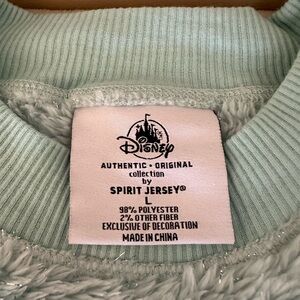 Disney
AUTHENTIC • ORIGINAL
collection
by
SPIRIT JERSEY®
L
98% POLYESTER
2% OTHER FIBER
EXCLUSIVE OF DECORATION
MADE IN CHINA